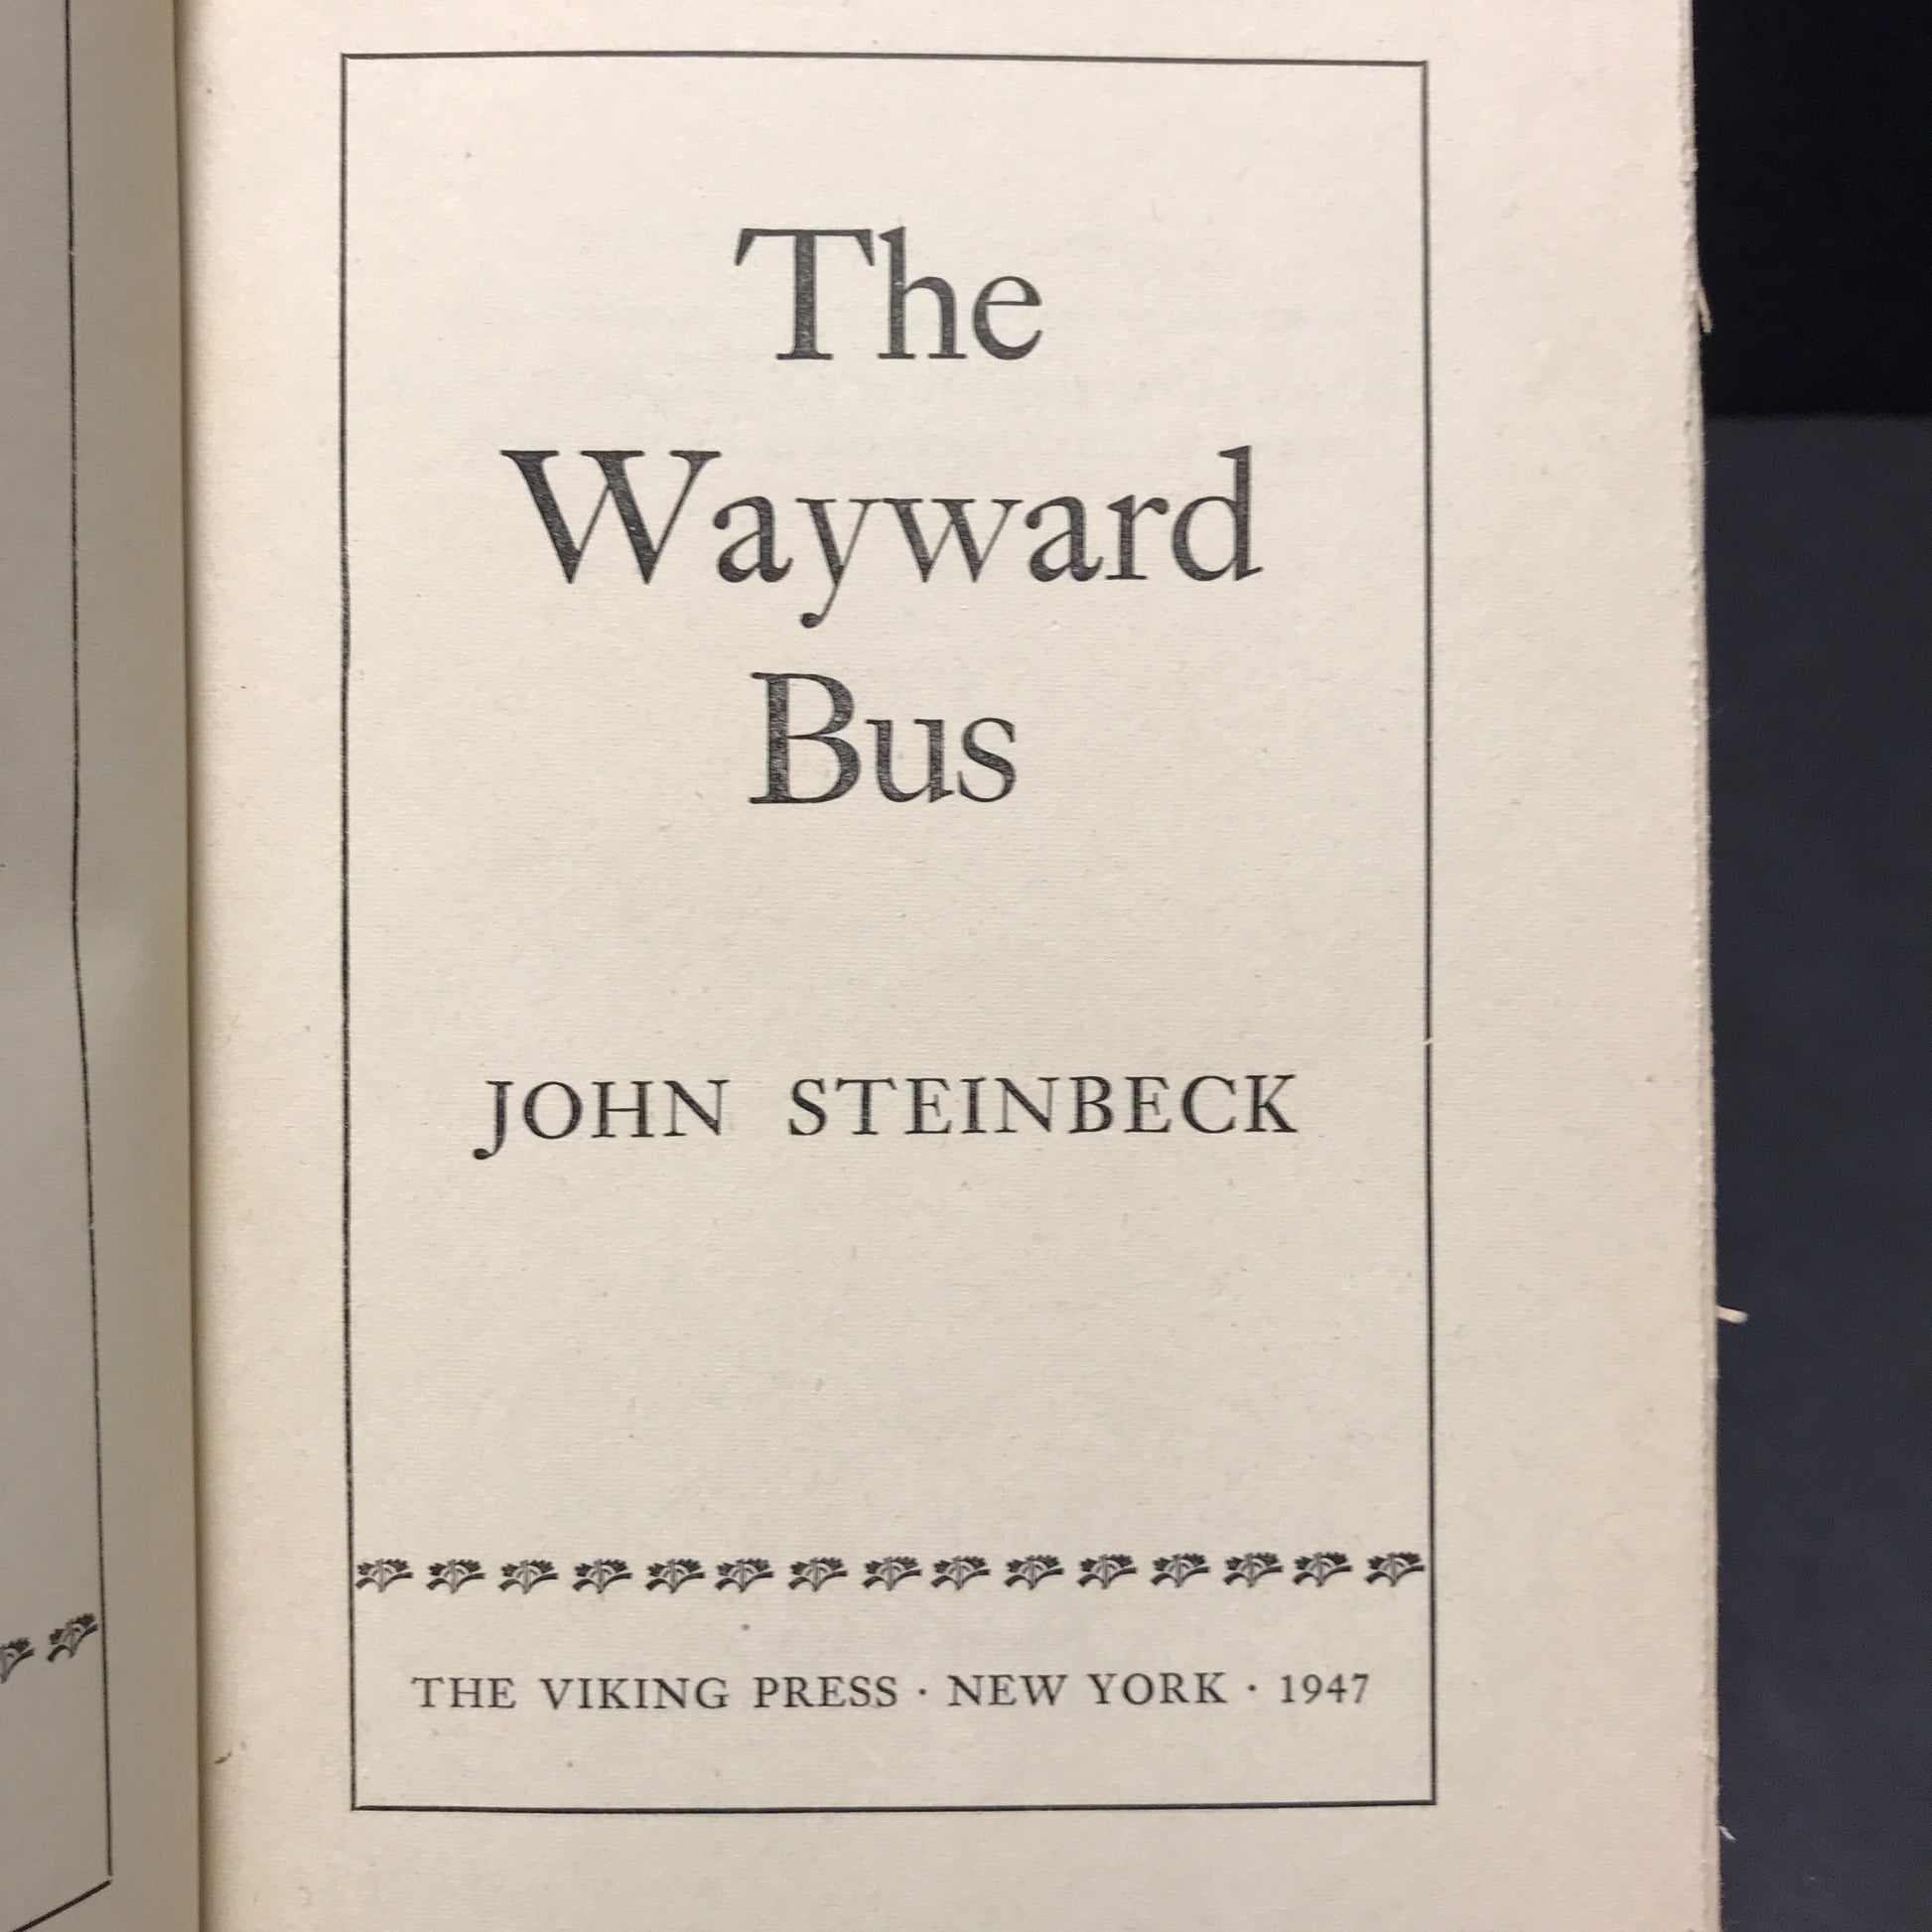 The
Wayward
Bus
JOHN STEINBECK
THE VIKING PRESS · NEW YORK · 1947